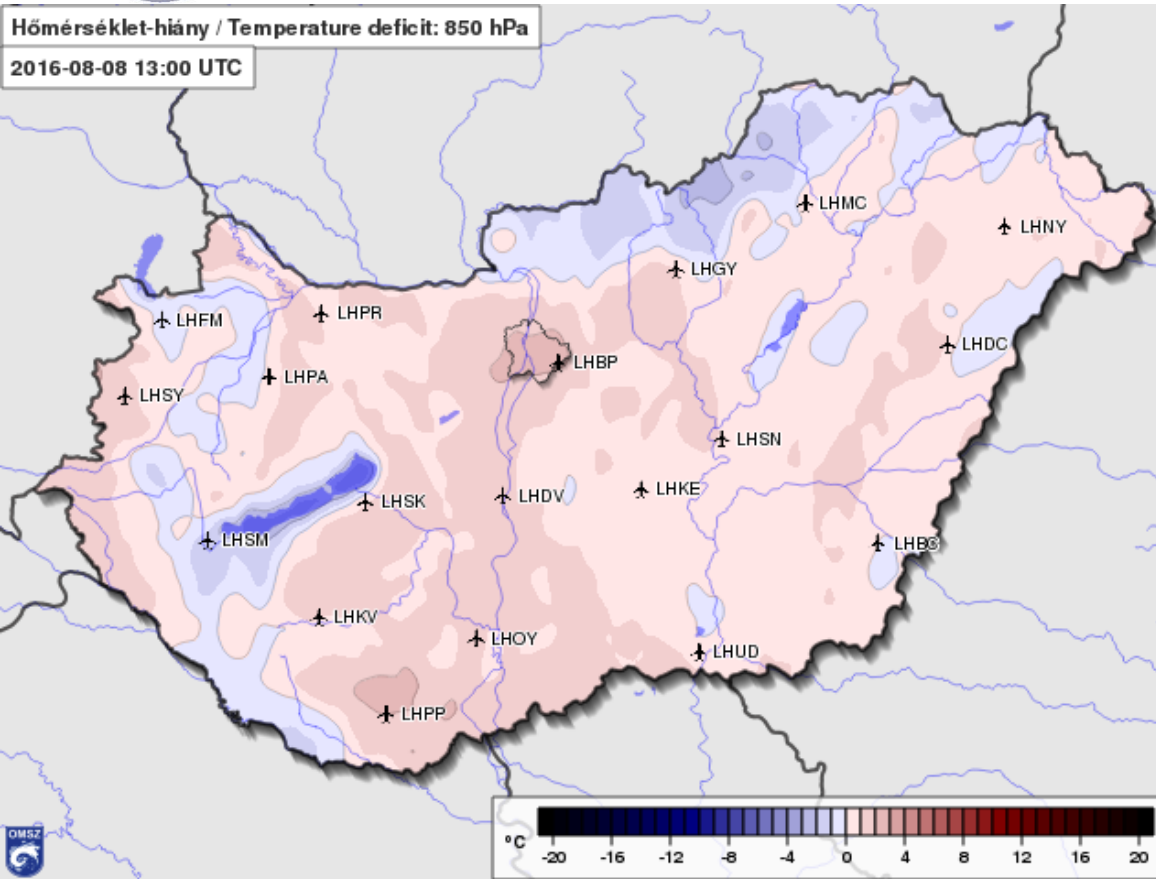 Hőmérséklet-hiány / Temperature deficit: 850 hPa
2016-08-08 13:00 UTC
LHMC
LHNY
LHGY
LHPR
LHFM
LHDC
LHBP
LHPA
LHSY
LHSN
LHKE
LHDV
LHSK
LHSM
LHBC
LHKV
LHOY
LHUD
LHPP
OMSZ
°C
-20 -16 -12 -8 -4 0 4 8 12 16 20